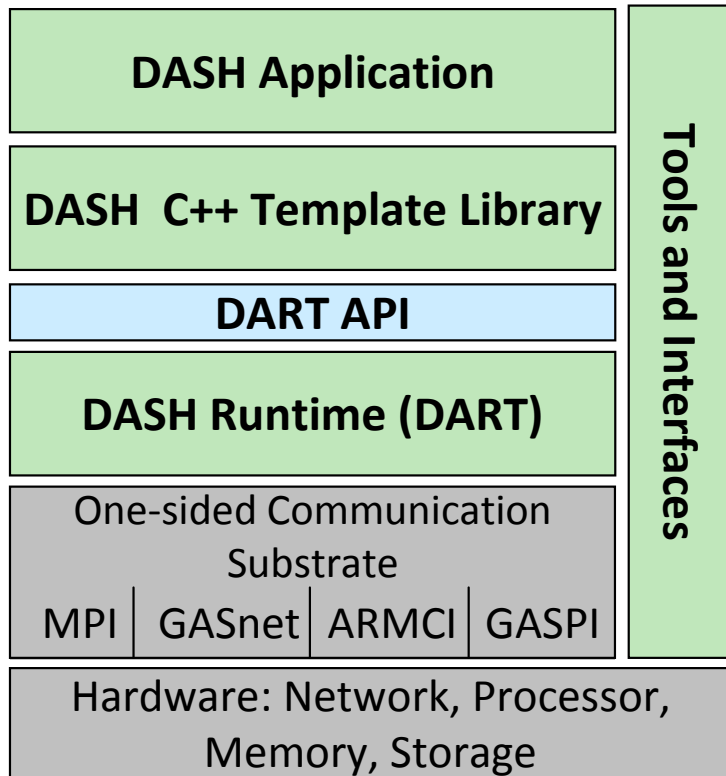 DASH Application
DASH  C++ Template Library
DART API
DASH Runtime (DART)
One-sided Communication
Substrate
MPI
GASnet
ARMCI
GASPI
Tools and Interfaces
Hardware: Network, Processor,
Memory, Storage